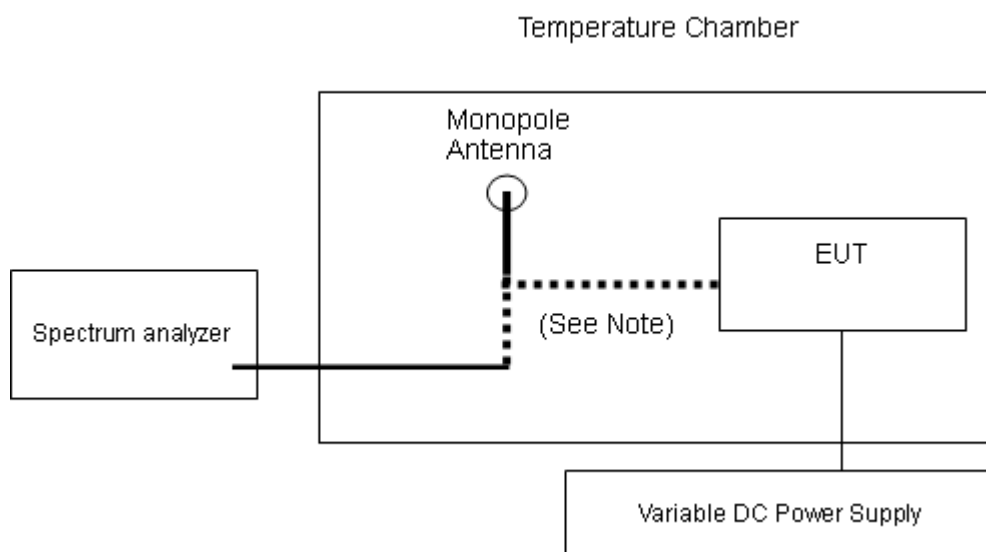 Temperature Chamber
Monopole
Antenna
EUT
Spectrum analyzer
(See Note)
Variable DC Power Supply